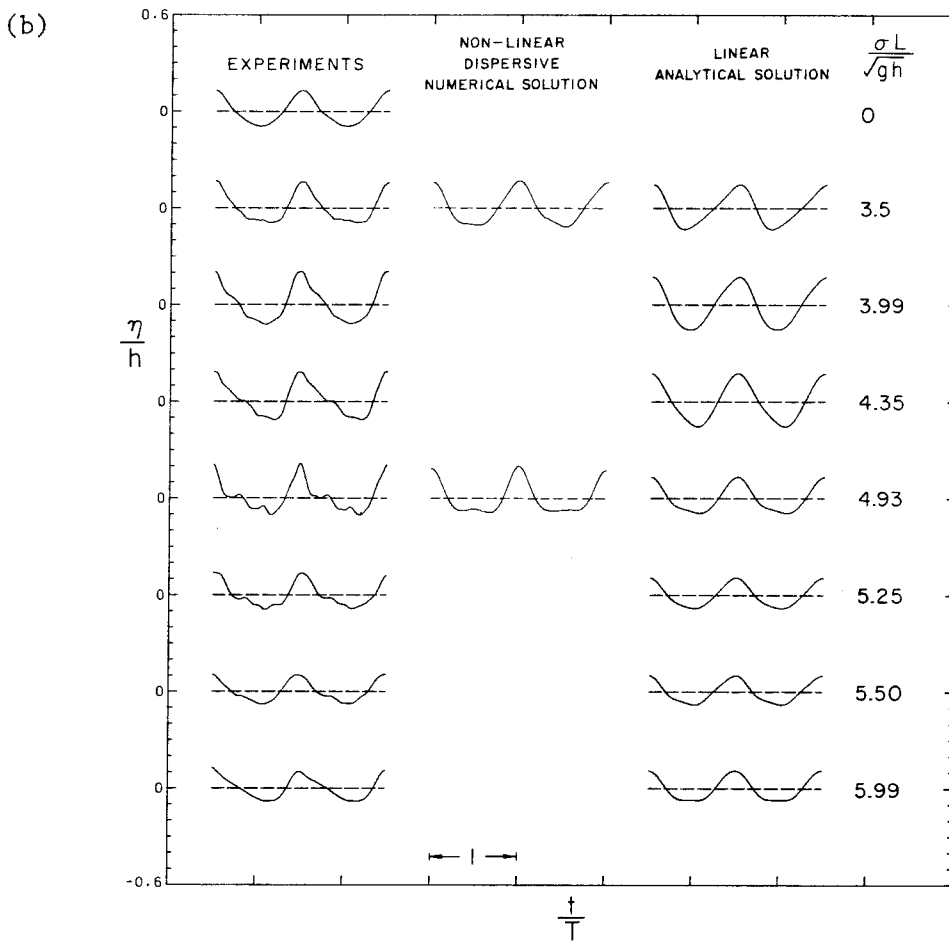 (b)
0.6
EXPERIMENTS
NON-LINEAR
DISPERSIVE
NUMERICAL SOLUTION
LINEAR
ANALYTICAL SOLUTION
σL
√gh
0
0
0
3.5
0
3.99
η
h
0
4.35
0
4.93
0
5.25
0
5.50
0
5.99
1
-0.6
t
T